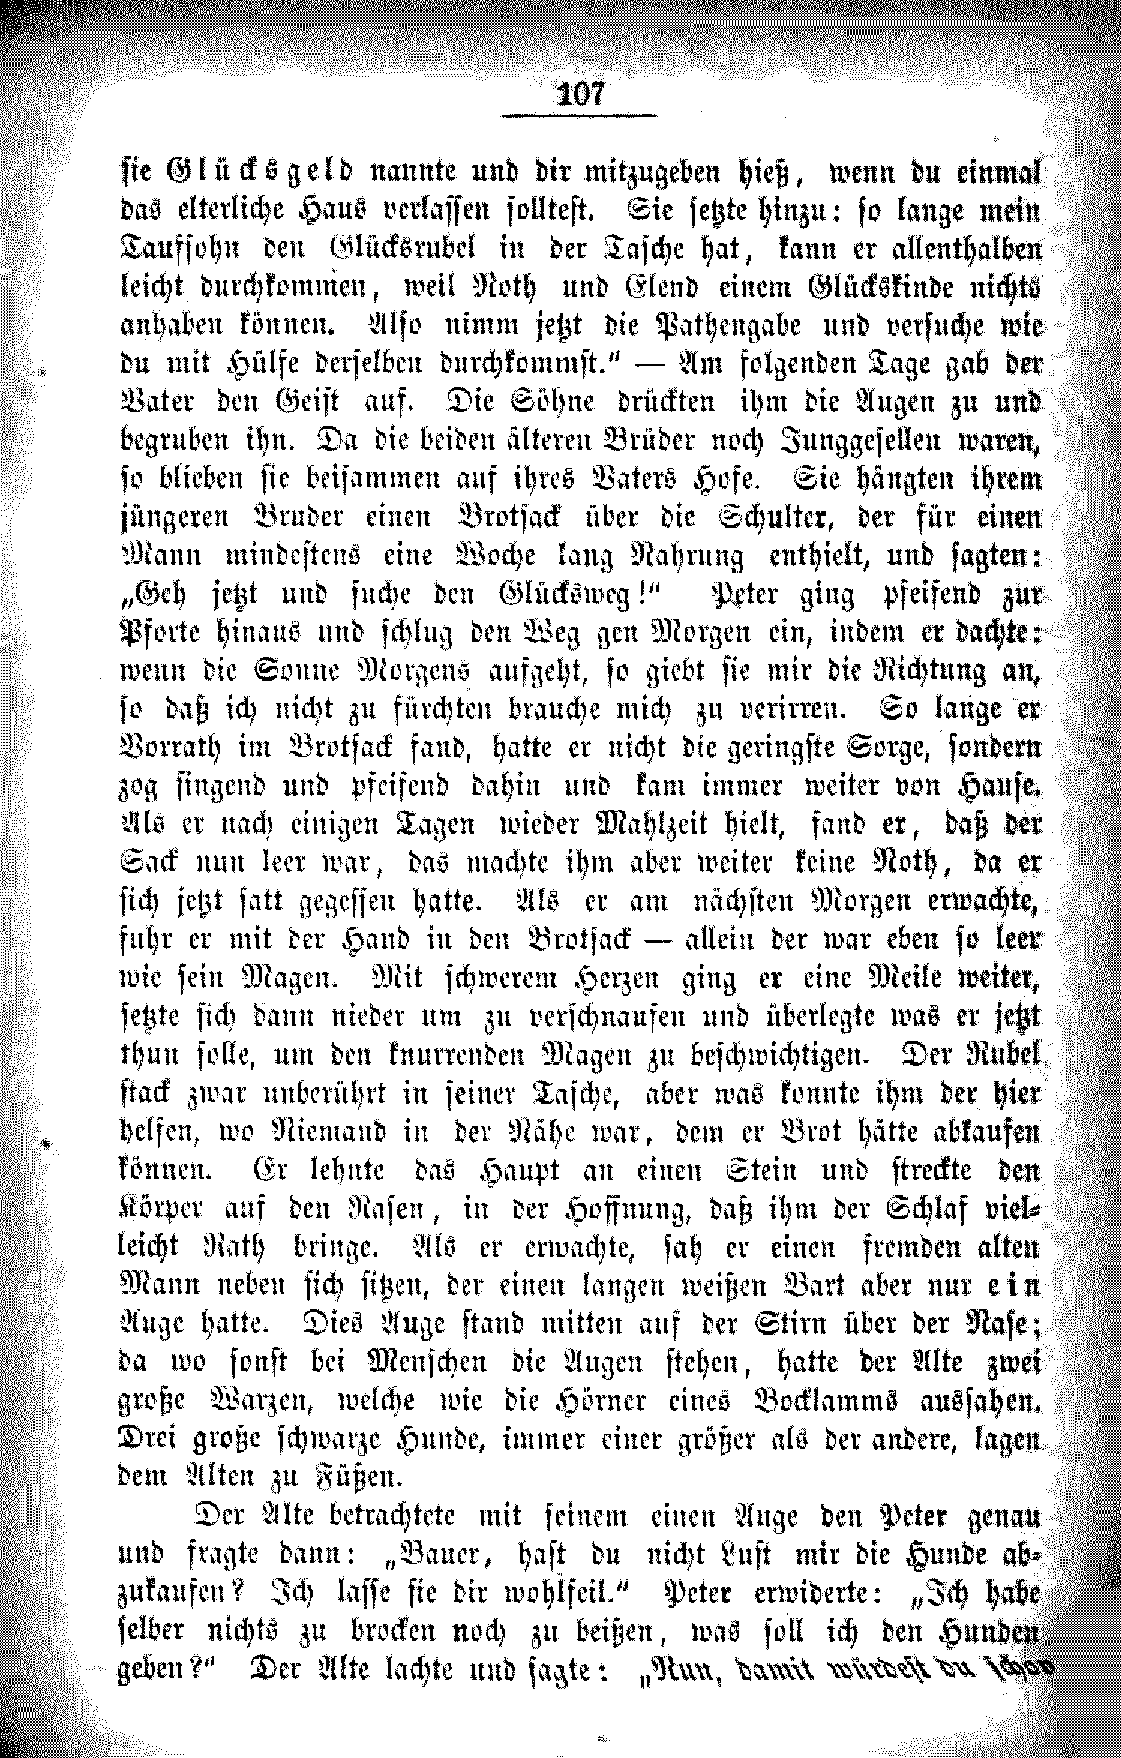 107
sie Glücksgeld nannte und dir mitzugeben hieß, wenn du einmal
das elterliche Haus verlassen solltest. Sie setzte hinzu: so lange mein
Taufsohn den Glücksrubel in der Tasche hat, kann er allenthalben
leicht durchkommen, weil Noth und Elend einem Glückskinde nichts
anhaben können. Also nimm jetzt die Pathengabe und versuche wie
du mit Hülfe derselben durchkommst.“ — Am folgenden Tage gab der
Vater den Geist auf. Die Söhne drückten ihm die Augen zu und
begruben ihn. Da die beiden älteren Brüder noch Junggesellen waren,
so blieben sie beisammen auf ihres Vaters Hofe. Sie hängten ihrem
jüngeren Bruder einen Brotsack über die Schulter, der für einen
Mann mindestens eine Woche lang Nahrung enthielt, und sagten:
„Geh jetzt und suche den Glücksweg!“ Peter ging pfeifend zur
Pforte hinaus und schlug den Weg gen Morgen ein, indem er dachte:
wenn die Sonne Morgens aufgeht, so giebt sie mir die Richtung an,
so daß ich nicht zu fürchten brauche mich zu verirren. So lange er
Vorrath im Brotsack fand, hatte er nicht die geringste Sorge, sondern
zog singend und pfeifend dahin und kam immer weiter von Hause.
Als er nach einigen Tagen wieder Mahlzeit hielt, fand er, daß der
Sack nun leer war, das machte ihm aber weiter keine Noth, da er
sich jetzt satt gegessen hatte. Als er am nächsten Morgen erwachte,
fuhr er mit der Hand in den Brotsack — allein der war eben so leer
wie sein Magen. Mit schwerem Herzen ging er eine Meile weiter,
setzte sich dann nieder um zu verschnaufen und überlegte was er jetzt
thun solle, um den knurrenden Magen zu beschwichtigen. Der Rubel
stack zwar unberührt in seiner Tasche, aber was konnte ihm der hier
helfen, wo Niemand in der Nähe war, dem er Brot hätte abkaufen
können. Er lehnte das Haupt an einen Stein und streckte den
Körper auf den Rasen, in der Hoffnung, daß ihm der Schlaf viel-
leicht Rath bringe. Als er erwachte, sah er einen fremden alten
Mann neben sich sitzen, der einen langen weißen Bart aber nur ein
Auge hatte. Dies Auge stand mitten auf der Stirn über der Nase;
da wo sonst bei Menschen die Augen stehen, hatte der Alte zwei
große Warzen, welche wie die Hörner eines Bocklamms aussahen.
Drei große schwarze Hunde, immer einer größer als der andere, lagen
dem Alten zu Füßen.
Der Alte betrachtete mit seinem einen Auge den Peter genau
und fragte dann: „Bauer, hast du nicht Lust mir die Hunde ab-
zukaufen? Ich lasse sie dir wohlfeil.“ Peter erwiderte: „Ich habe
selber nichts zu brocken noch zu beißen, was soll ich den Hunden
geben?“ Der Alte lachte und sagte: „Nun, damit würdest du schon